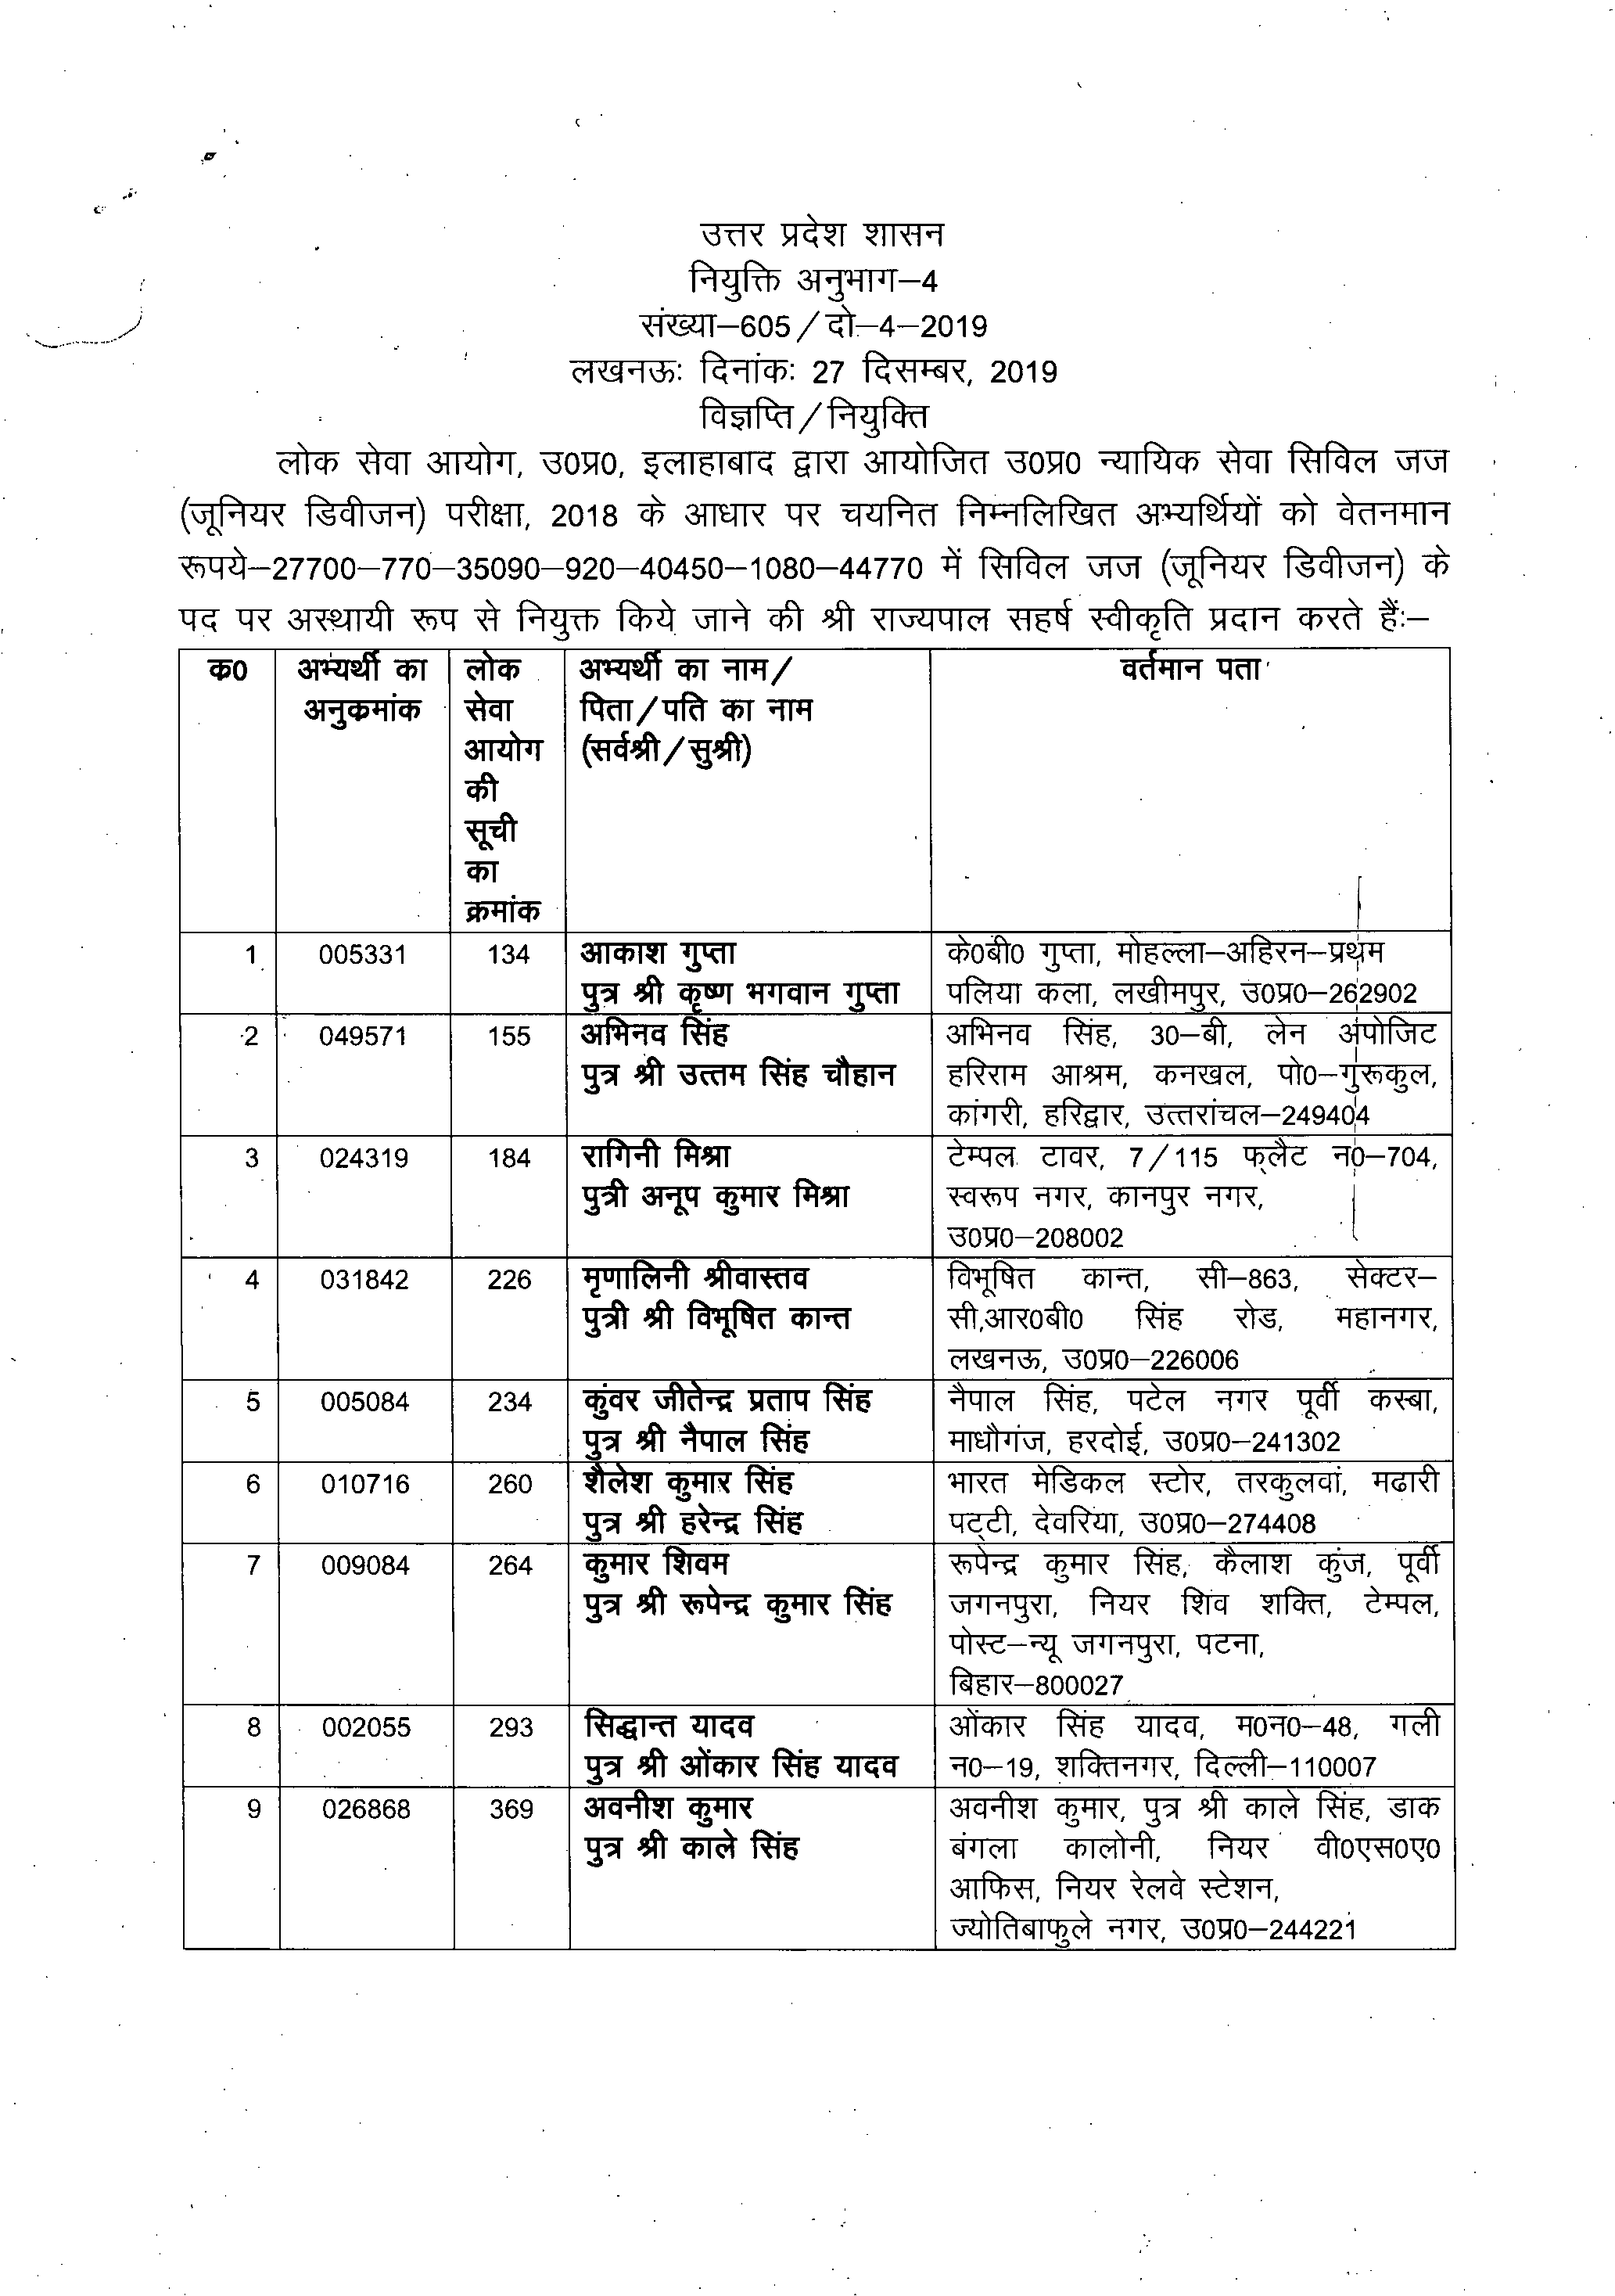 उत्तर प्रदेश शासन
नियुक्ति अनुभाग–4
संख्या–605/दो–4–2019
लखनऊः दिनांकः 27 दिसम्बर, 2019
विज्ञप्ति/नियुक्ति
लोक सेवा आयोग, उ0प्र0, इलाहाबाद द्वारा आयोजित उ0प्र0 न्यायिक सेवा सिविल जज
(जूनियर डिवीजन) परीक्षा, 2018 के आधार पर चयनित निम्नलिखित अभ्यर्थियों को वेतनमान
रूपये–27700–770–35090–920–40450–1080–44770 में सिविल जज (जूनियर डिवीजन) के
पद पर अस्थायी रूप से नियुक्त किये जाने की श्री राज्यपाल सहर्ष स्वीकृति प्रदान करते हैंः–
क0 अभ्यर्थी का लोक अभ्यर्थी का नाम/ वर्तमान पता
अनुक्रमांक सेवा पिता/पति का नाम
आयोग (सर्वश्री/सुश्री)
की
सूची
का
क्रमांक
1 005331 134 आकाश गुप्ता के0बी0 गुप्ता, मोहल्ला–अहिरन–प्रथम
पुत्र श्री कृष्ण भगवान गुप्ता पलिया कला, लखीमपुर, उ0प्र0–262902
2 049571 155 अभिनव सिंह अभिनव सिंह, 30–बी, लेन अपोजिट
पुत्र श्री उत्तम सिंह चौहान हरिराम आश्रम, कनखल, पो0–गुरूकुल,
कांगरी, हरिद्वार, उत्तरांचल–249404
3 024319 184 रागिनी मिश्रा टेम्पल टावर, 7/115 फ्लैट न0–704,
पुत्री अनूप कुमार मिश्रा स्वरूप नगर, कानपुर नगर,
उ0प्र0–208002
4 031842 226 मृणालिनी श्रीवास्तव विभूषित कान्त, सी–863, सेक्टर–
पुत्री श्री विभूषित कान्त सी,आर0बी0 सिंह रोड, महानगर,
लखनऊ, उ0प्र0–226006
5 005084 234 कुंवर जीतेन्द्र प्रताप सिंह नैपाल सिंह, पटेल नगर पूर्वी कस्बा,
पुत्र श्री नैपाल सिंह माधौगंज, हरदोई, उ0प्र0–241302
6 010716 260 शैलेश कुमार सिंह भारत मेडिकल स्टोर, तरकुलवां, मढारी
पुत्र श्री हरेन्द्र सिंह पट्टी, देवरिया, उ0प्र0–274408
7 009084 264 कुमार शिवम रूपेन्द्र कुमार सिंह, कैलाश कुंज, पूर्वी
पुत्र श्री रूपेन्द्र कुमार सिंह जगनपुरा, नियर शिव शक्ति, टेम्पल,
पोस्ट–न्यू जगनपुरा, पटना,
बिहार–800027
8 002055 293 सिद्धान्त यादव ओंकार सिंह यादव, म0न0–48, गली
पुत्र श्री ओंकार सिंह यादव न0–19, शक्तिनगर, दिल्ली–110007
9 026868 369 अवनीश कुमार अवनीश कुमार, पुत्र श्री काले सिंह, डाक
पुत्र श्री काले सिंह बंगला कालोनी, नियर वी0एस0ए0
आफिस, नियर रेलवे स्टेशन,
ज्योतिबाफुले नगर, उ0प्र0–244221